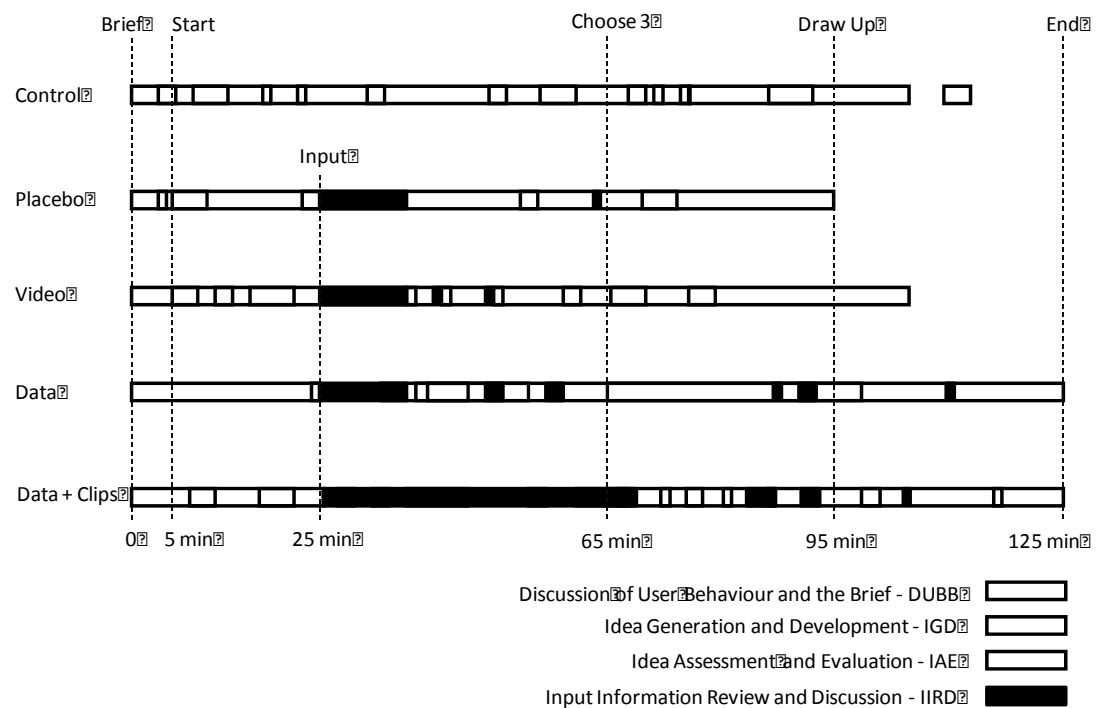 Brief Start Choose 3 Draw Up End
Control
Input
Placebo
Video
Data
Data + Clips
0 5 min 25 min 65 min 95 min 125 min
Discussion of User Behaviour and the Brief - DUBB
Idea Generation and Development - IGD
Idea Assessment and Evaluation - IAE
Input Information Review and Discussion - IIRD